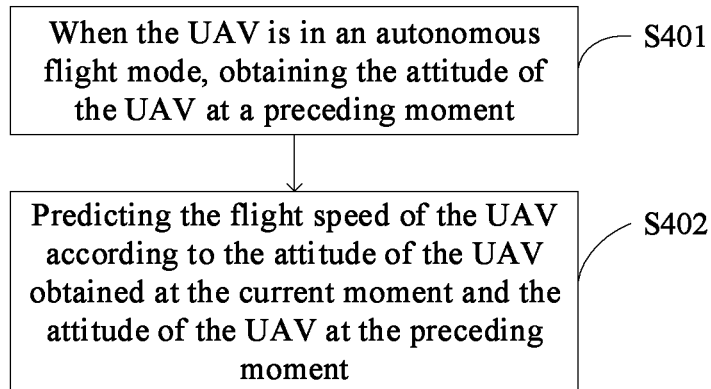 When the UAV is in an autonomous
flight mode, obtaining the attitude of
the UAV at a preceding moment
S401
Predicting the flight speed of the UAV
according to the attitude of the UAV
obtained at the current moment and the
attitude of the UAV at the preceding
moment
S402